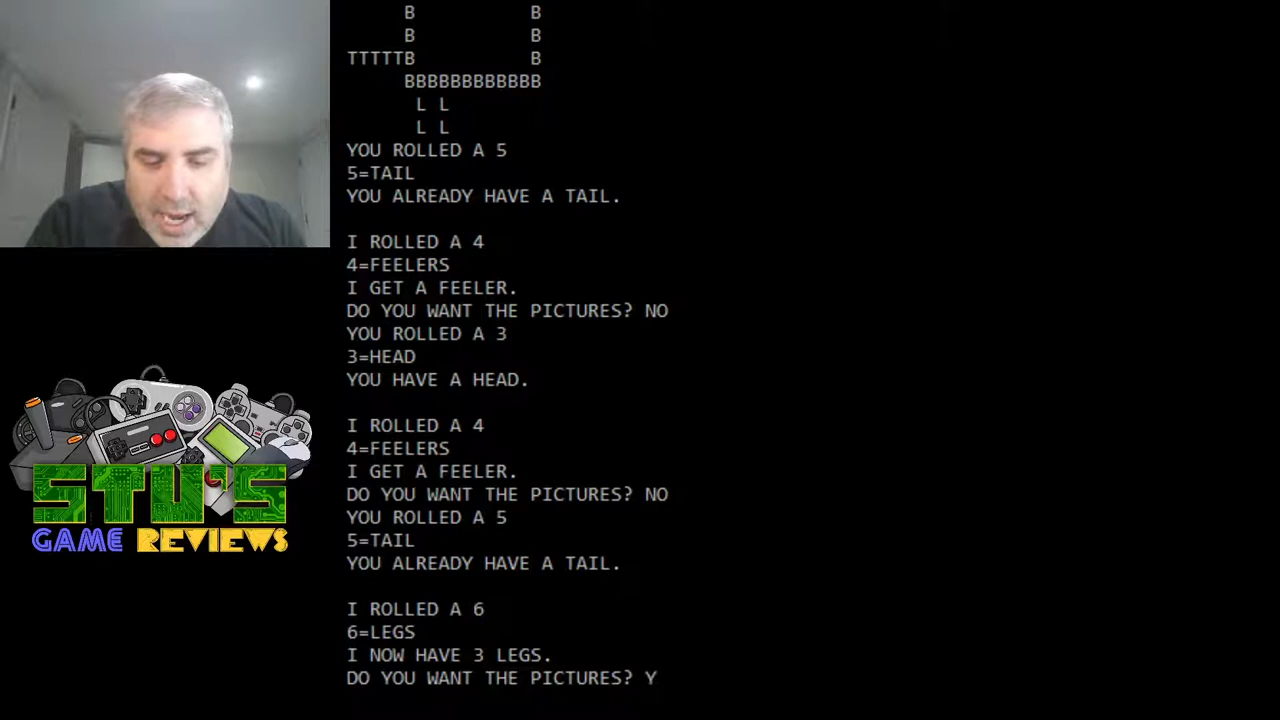 B B
B B
TTTTTB B
BBBBBBBBBBBB
L L
L L
YOU ROLLED A 5
5=TAIL
YOU ALREADY HAVE A TAIL.
I ROLLED A 4
4=FEELERS
I GET A FEELER.
DO YOU WANT THE PICTURES? NO
YOU ROLLED A 3
3=HEAD
YOU HAVE A HEAD.
I ROLLED A 4
4=FEELERS
I GET A FEELER.
DO YOU WANT THE PICTURES? NO
YOU ROLLED A 5
5=TAIL
YOU ALREADY HAVE A TAIL.
I ROLLED A 6
6=LEGS
I NOW HAVE 3 LEGS.
DO YOU WANT THE PICTURES? Y
STU'S
GAME REVIEWS